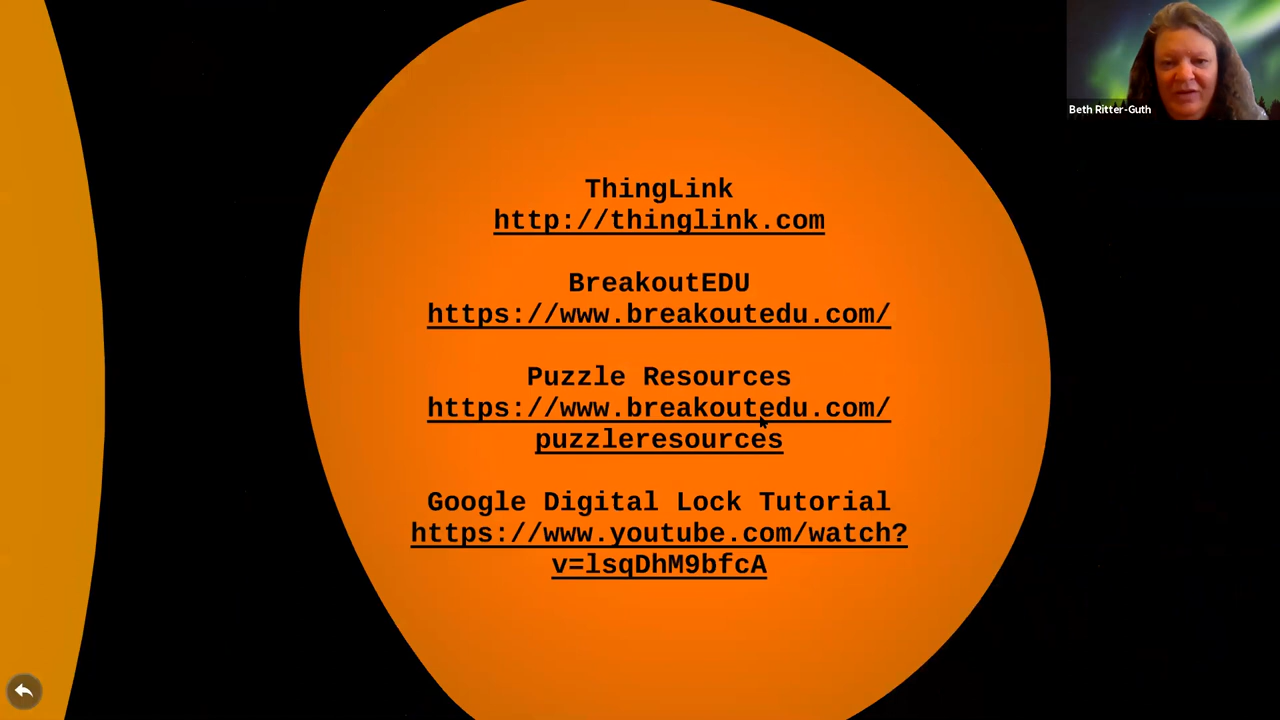 Beth Ritter-Guth
ThingLink
http://thinglink.com
BreakoutEDU
https://www.breakoutedu.com/
Puzzle Resources
https://www.breakoutedu.com/
puzzleresources
Google Digital Lock Tutorial
https://www.youtube.com/watch?
v=lsqDhM9bfcA